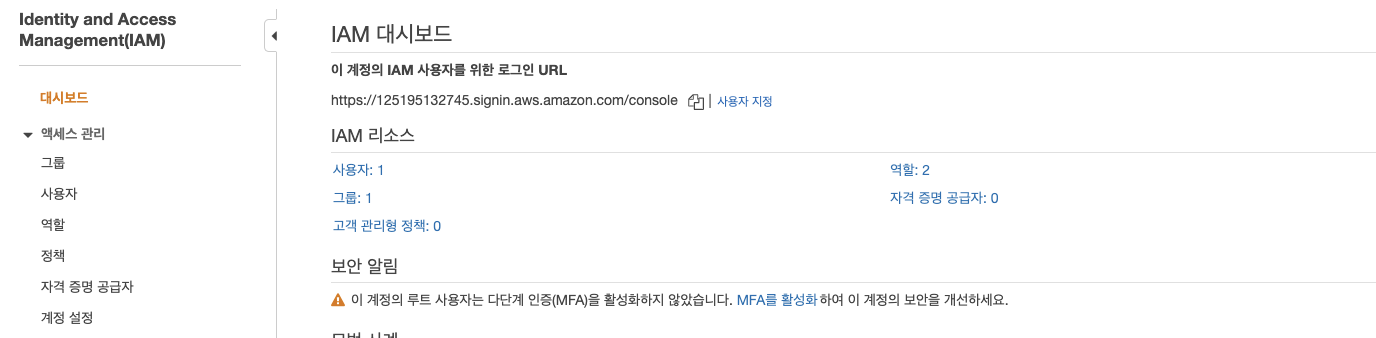 Identity and Access
Management(IAM)
대시보드
액세스 관리
그룹
사용자
역할
정책
자격 증명 공급자
계정 설정
IAM 대시보드
이 계정의 IAM 사용자를 위한 로그인 URL
https://125195132745.signin.aws.amazon.com/console | 사용자 지정
IAM 리소스
사용자: 1 역할: 2
그룹: 1 자격 증명 공급자: 0
고객 관리형 정책: 0
보안 알림
이 계정의 루트 사용자는 다단계 인증(MFA)을 활성화하지 않았습니다. MFA를 활성화하여 이 계정의 보안을 개선하세요.